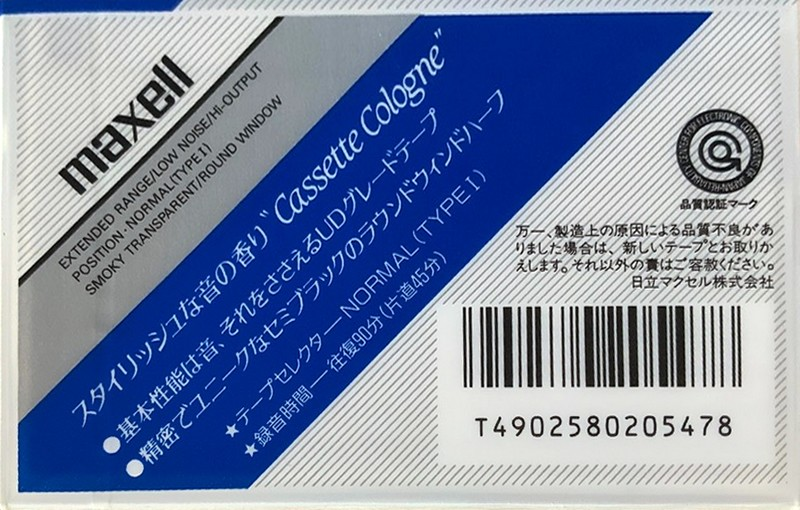 maxell
EXTENDED RANGE/LOW NOISE/HI-OUTPUT
POSITION・NORMAL(TYPE I)
SMOKY TRANSPARENT/ROUND WINDOW
スタイリッシュな音の香り"Cassette Cologne"
●基本性能は音、それをささえるUDグレードテープ
●精密でユニークなセミブラックのラウンドウィンドハーフ
★テープセレクター—NORMAL(TYPE I)
★録音時間—往復90分(片道45分)
品質認証マーク
万一、製造上の原因による品質不良があ
りました場合は、新しいテープとお取りか
えします。それ以外の責はご容赦ください。
日立マクセル株式会社
T4902580205478